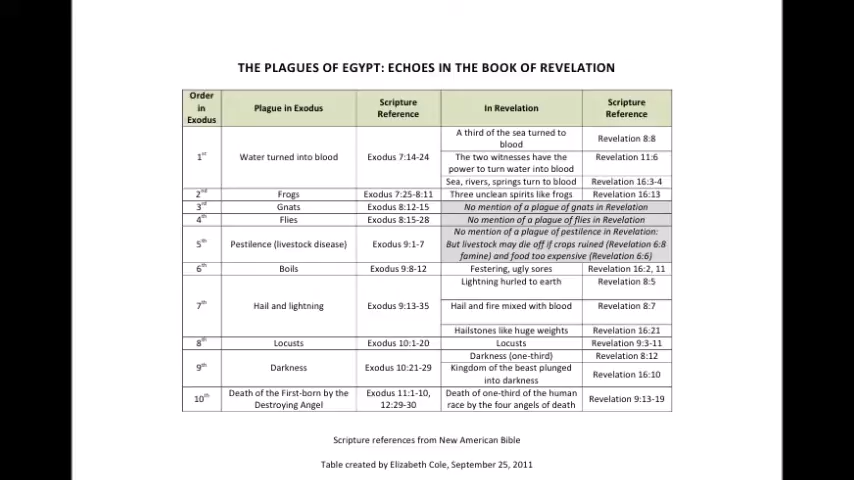 THE PLAGUES OF EGYPT: ECHOES IN THE BOOK OF REVELATION
Order in Exodus | Plague in Exodus | Scripture Reference | In Revelation | Scripture Reference
1st | Water turned into blood | Exodus 7:14-24 | A third of the sea turned to blood | Revelation 8:8
The two witnesses have the power to turn water into blood | Revelation 11:6
Sea, rivers, springs turn to blood | Revelation 16:3-4
2nd | Frogs | Exodus 7:25-8:11 | Three unclean spirits like frogs | Revelation 16:13
3rd | Gnats | Exodus 8:12-15 | No mention of a plague of gnats in Revelation
4th | Flies | Exodus 8:15-28 | No mention of a plague of flies in Revelation
5th | Pestilence (livestock disease) | Exodus 9:1-7 | No mention of a plague of pestilence in Revelation: But livestock may die off if crops ruined (Revelation 6:8 famine) and food too expensive (Revelation 6:6)
6th | Boils | Exodus 9:8-12 | Festering, ugly sores | Revelation 16:2, 11
7th | Hail and lightning | Exodus 9:13-35 | Lightning hurled to earth | Revelation 8:5
Hail and fire mixed with blood | Revelation 8:7
Hailstones like huge weights | Revelation 16:21
8th | Locusts | Exodus 10:1-20 | Locusts | Revelation 9:3-11
9th | Darkness | Exodus 10:21-29 | Darkness (one-third) | Revelation 8:12
Kingdom of the beast plunged into darkness | Revelation 16:10
10th | Death of the First-born by the Destroying Angel | Exodus 11:1-10, 12:29-30 | Death of one-third of the human race by the four angels of death | Revelation 9:13-19
Scripture references from New American Bible
Table created by Elizabeth Cole, September 25, 2011